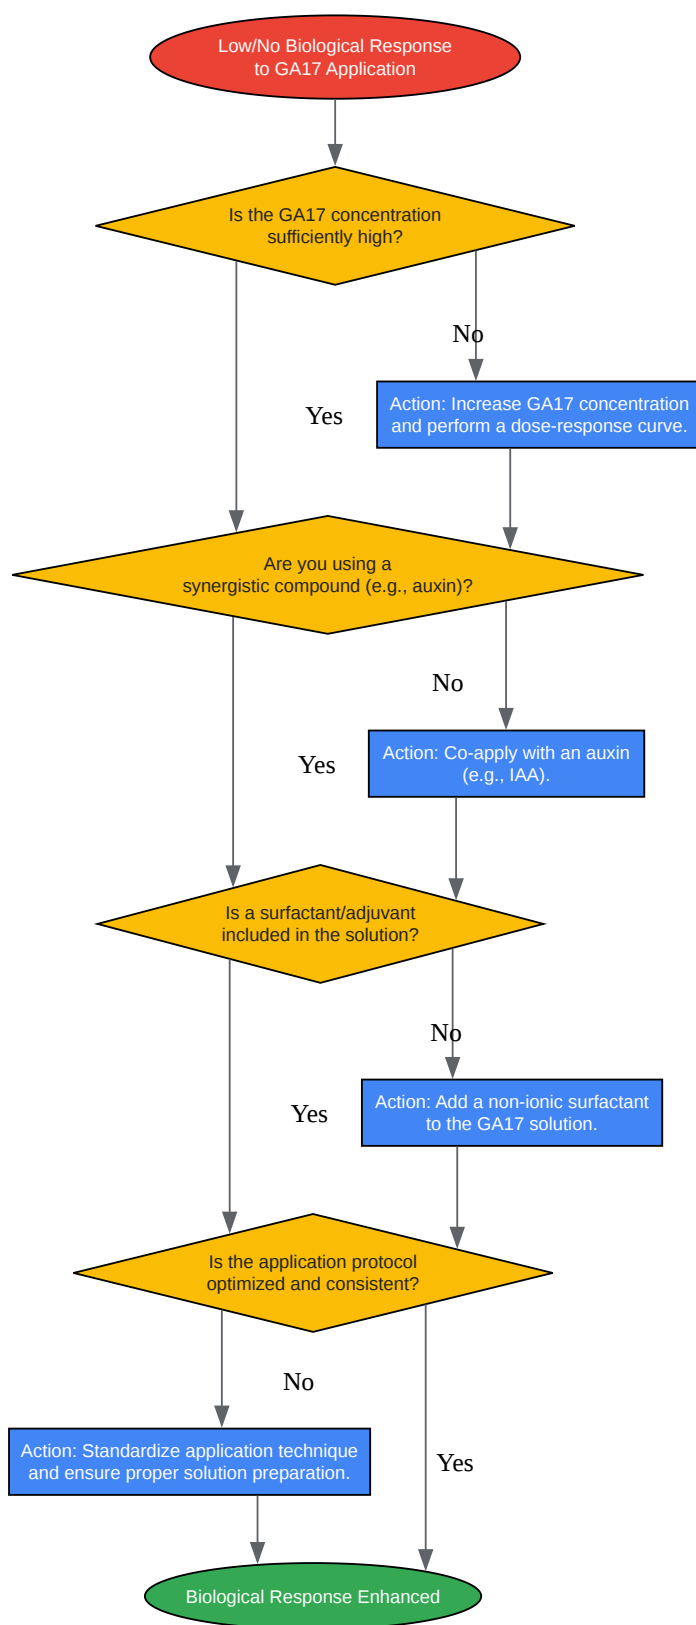 Low/No Biological Response
to GA17 Application
Is the GA17 concentration
sufficiently high?
No
Action: Increase GA17 concentration
and perform a dose-response curve.
Yes
Are you using a
synergistic compound (e.g., auxin)?
No
Action: Co-apply with an auxin
(e.g., IAA).
Yes
Is a surfactant/adjuvant
included in the solution?
No
Action: Add a non-ionic surfactant
to the GA17 solution.
Yes
Is the application protocol
optimized and consistent?
No
Action: Standardize application technique
and ensure proper solution preparation.
Yes
Biological Response Enhanced